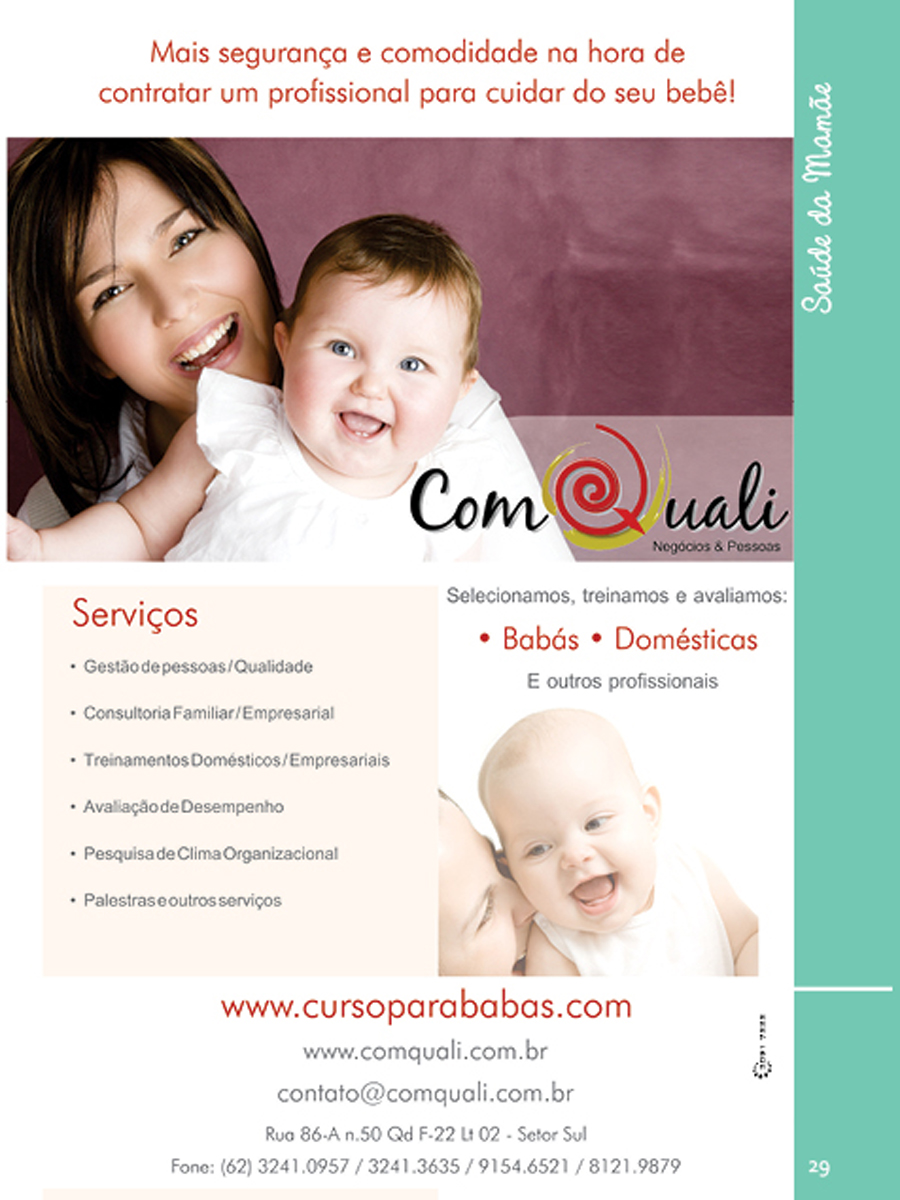 Mais segurança e comodidade na hora de
contratar um profissional para cuidar do seu bebê!
Saúde da Mamãe
ComQuali
Negócios & Pessoas
Serviços
• Gestão de pessoas / Qualidade
• Consultoria Familiar / Empresarial
• Treinamentos Domésticos / Empresariais
• Avaliação de Desempenho
• Pesquisa de Clima Organizacional
• Palestras e outros serviços
Selecionamos, treinamos e avaliamos:
• Babás • Domésticas
E outros profissionais
www.cursoparababas.com
www.comquali.com.br
contato@comquali.com.br
Rua 86-A n.50 Qd F-22 Lt 02 - Setor Sul
Fone: (62) 3241.0957 / 3241.3635 / 9154.6521 / 8121.9879
29